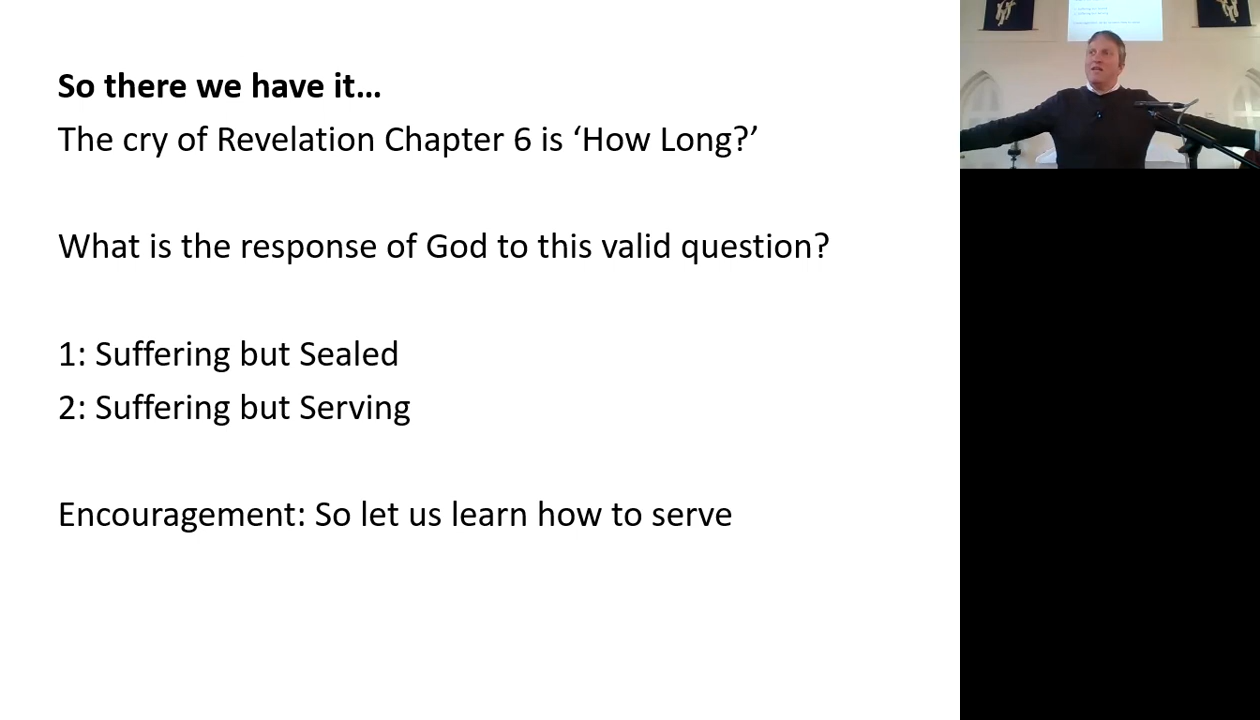 So there we have it…
The cry of Revelation Chapter 6 is ‘How Long?’
What is the response of God to this valid question?
1: Suffering but Sealed
2: Suffering but Serving
Encouragement: So let us learn how to serve